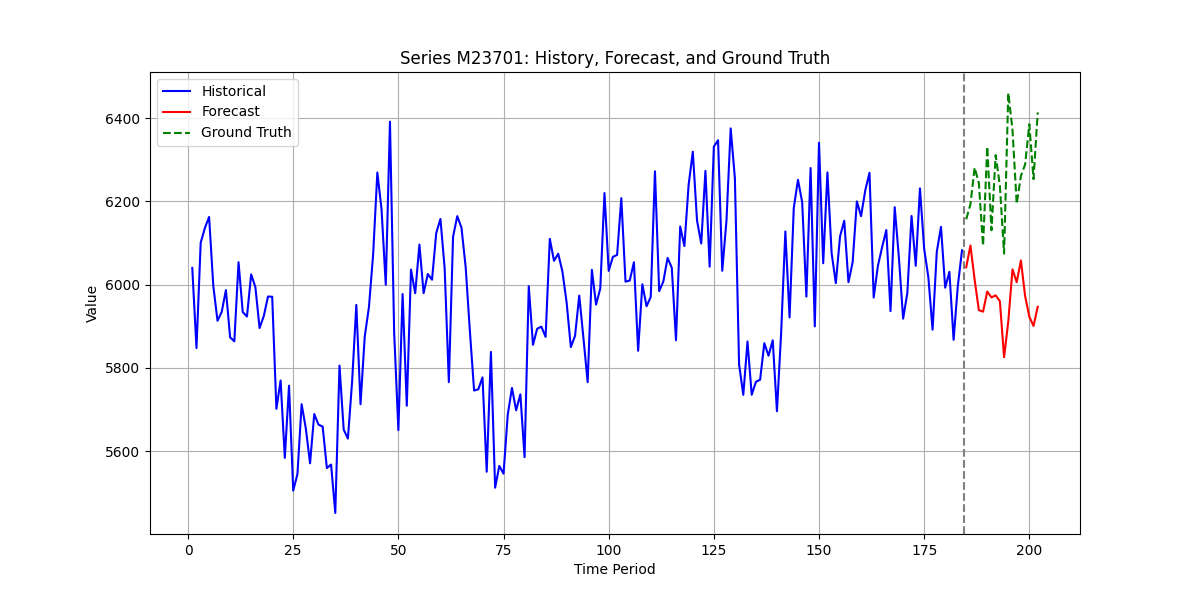 Series M23701: History, Forecast, and Ground Truth
Historical
Forecast
Ground Truth
6400
6200
6000
5800
5600
Value
0 25 50 75 100 125 150 175 200
Time Period